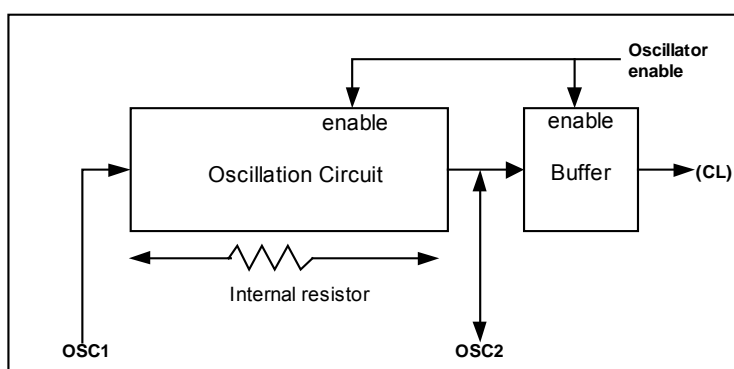 Oscillator
enable
enable
enable
Oscillation Circuit
Buffer
(CL)
Internal resistor
OSC1
OSC2